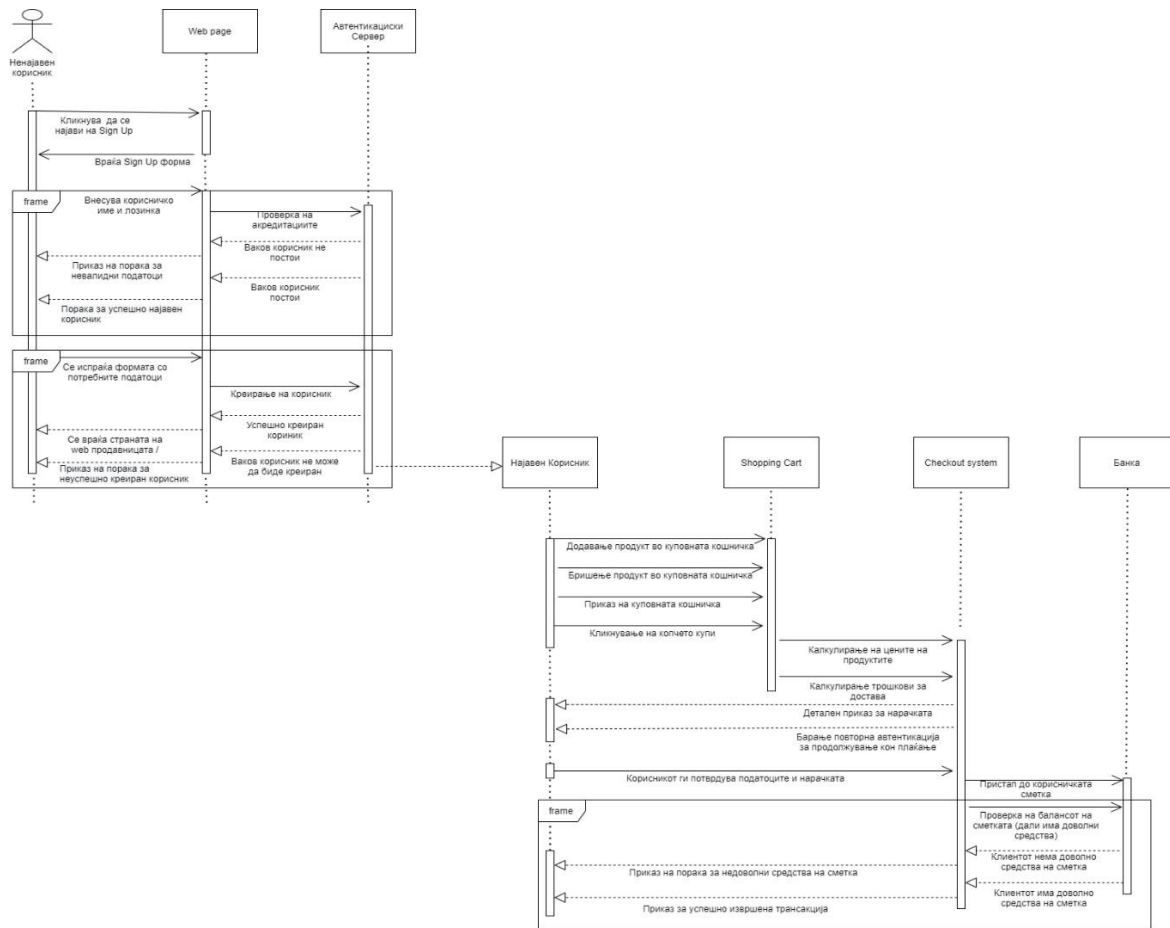 Web page
Автентикациски
Сервер
Ненајавен
корисник
Кликнува да се
најави на Sign Up
Враќа Sign Up форма
frame
Внесува корисничко
име и лозинка
Проверка на
акредитациите
Ваков корисник не
постои
Приказ на порака за
невалидни податоци
Ваков корисник
постои
Порака за успешно најавен
корисник
frame
Се испраќа формата со
потребните податоци
Креирање на корисник
Успешно креиран
кориник
Се враќа страната на
web продавницата /
Ваков корисник не може
да биде креиран
Приказ на порака за
неуспешно креиран корисник
Најавен Корисник
Shopping Cart
Checkout system
Банка
Додавање продукт во куповната кошничка
Бришење продукт во куповната кошничка
Приказ на куповната кошничка
Кликнување на копчето купи
Калкулирање на цените на
продуктите
Калкулирање трошкови за
достава
Детален приказ за нарачката
Барање повторна автентикација
за продолжување кон плаќање
Корисникот ги потврдува податоците и нарачката
Пристап до корисничката
сметка
frame
Проверка на балансот на
сметката (дали има доволни
средства)
Клиентот нема доволно
средства на сметка
Приказ на порака за недоволни средства на сметка
Клиентот има доволно
средства на сметка
Приказ за успешно извршена трансакција